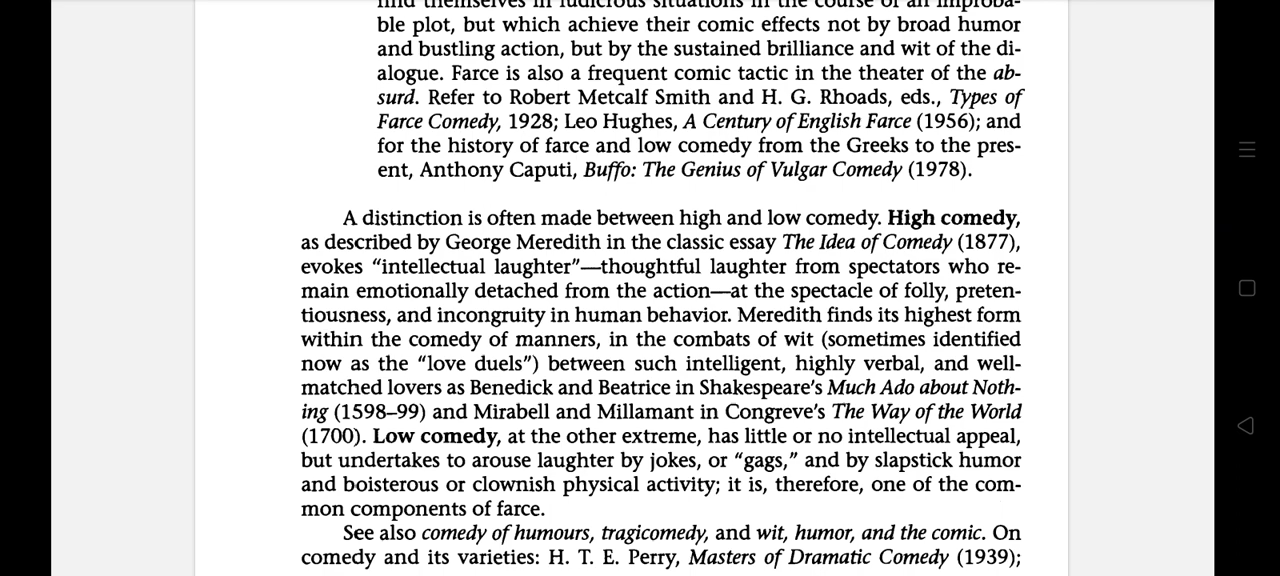 find themselves in ludicrous situations in the course of an improba-
ble plot, but which achieve their comic effects not by broad humor
and bustling action, but by the sustained brilliance and wit of the di-
alogue. Farce is also a frequent comic tactic in the theater of the ab-
surd. Refer to Robert Metcalf Smith and H. G. Rhoads, eds., Types of
Farce Comedy, 1928; Leo Hughes, A Century of English Farce (1956); and
for the history of farce and low comedy from the Greeks to the pres-
ent, Anthony Caputi, Buffo: The Genius of Vulgar Comedy (1978).
A distinction is often made between high and low comedy. High comedy,
as described by George Meredith in the classic essay The Idea of Comedy (1877),
evokes “intellectual laughter”—thoughtful laughter from spectators who re-
main emotionally detached from the action—at the spectacle of folly, preten-
tiousness, and incongruity in human behavior. Meredith finds its highest form
within the comedy of manners, in the combats of wit (sometimes identified
now as the “love duels”) between such intelligent, highly verbal, and well-
matched lovers as Benedick and Beatrice in Shakespeare’s Much Ado about Noth-
ing (1598–99) and Mirabell and Millamant in Congreve’s The Way of the World
(1700). Low comedy, at the other extreme, has little or no intellectual appeal,
but undertakes to arouse laughter by jokes, or “gags,” and by slapstick humor
and boisterous or clownish physical activity; it is, therefore, one of the com-
mon components of farce.
See also comedy of humours, tragicomedy, and wit, humor, and the comic. On
comedy and its varieties: H. T. E. Perry, Masters of Dramatic Comedy (1939);